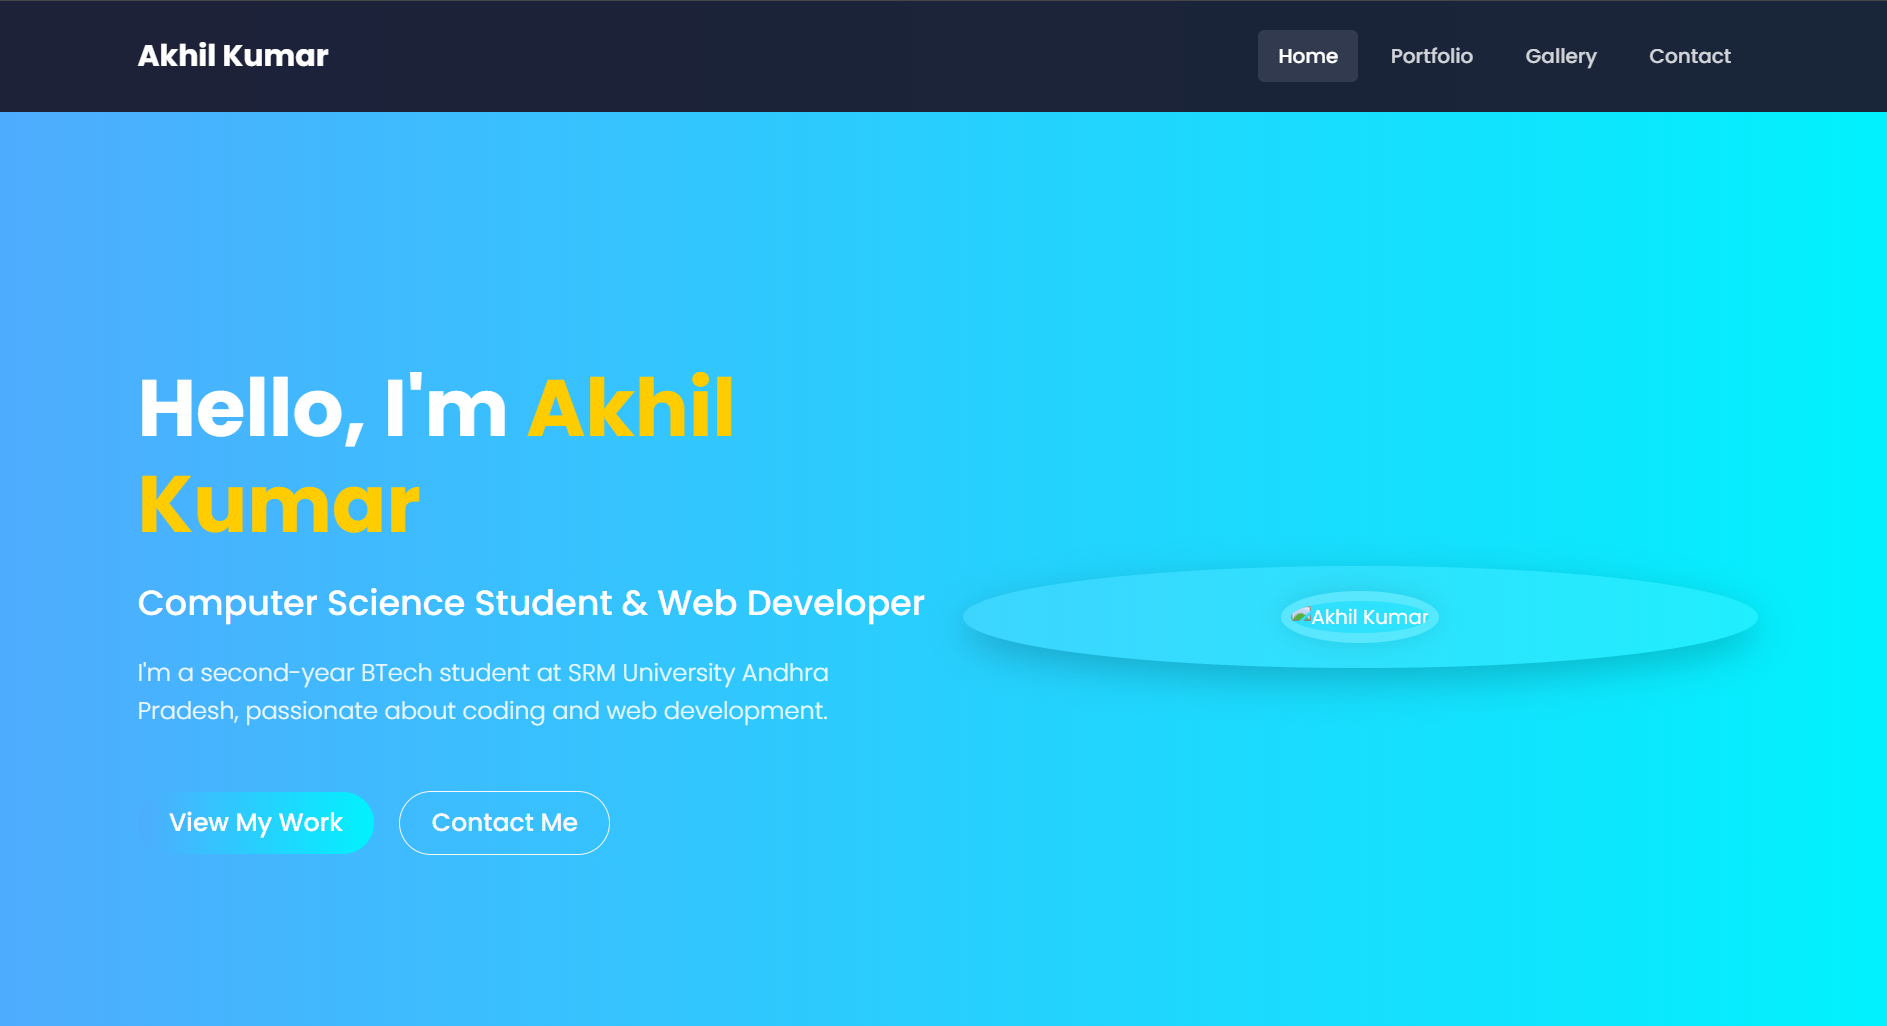 Akhil Kumar
Home Portfolio Gallery Contact
Hello, I'm Akhil
Kumar
Computer Science Student & Web Developer
I'm a second-year BTech student at SRM University Andhra
Pradesh, passionate about coding and web development.
View My Work
Contact Me
Akhil Kumar